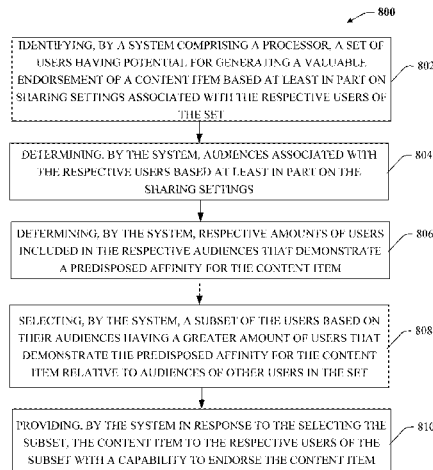 800
IDENTIFYING, BY A SYSTEM COMPRISING A PROCESSOR, A SET OF
USERS HAVING POTENTIAL FOR GENERATING A VALUABLE
ENDORSEMENT OF A CONTENT ITEM BASED AT LEAST IN PART ON
SHARING SETTINGS ASSOCIATED WITH THE RESPECTIVE USERS OF
THE SET
802
DETERMINING, BY THE SYSTEM, AUDIENCES ASSOCIATED WITH
THE RESPECTIVE USERS BASED AT LEAST IN PART ON THE
SHARING SETTINGS
804
DETERMINING, BY THE SYSTEM, RESPECTIVE AMOUNTS OF USERS
INCLUDED IN THE RESPECTIVE AUDIENCES THAT DEMONSTRATE
A PREDISPOSED AFFINITY FOR THE CONTENT ITEM
806
SELECTING, BY THE SYSTEM, A SUBSET OF THE USERS BASED ON
THEIR AUDIENCES HAVING A GREATER AMOUNT OF USERS THAT
DEMONSTRATE THE PREDISPOSED AFFINITY FOR THE CONTENT
ITEM RELATIVE TO AUDIENCES OF OTHER USERS IN THE SET
808
PROVIDING, BY THE SYSTEM IN RESPONSE TO THE SELECTING THE
SUBSET, THE CONTENT ITEM TO THE RESPECTIVE USERS OF THE
SUBSET WITH A CAPABILITY TO ENDORSE THE CONTENT ITEM
810